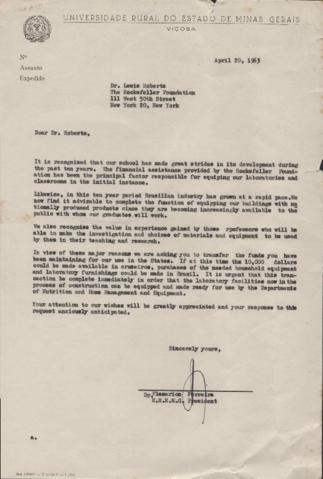 UNIVERSIDADE RURAL DO ESTADO DE MINAS GERAIS
VIÇOSA
Nº
Assunto
Expedido
April 20, 1963
Dr. Lewis Roberts
The Rockefeller Foundation
111 West 50th Street
New York 20, New York
Dear Dr. Roberts,
It is recognized that our school has made great strides in its development during
the past ten years. The financial assistance provided by the Rockefeller Found-
ation has been the principal factor responsible for equiping our laboratories and
classrooms in the initial instance.
Likewise, in this ten year period Brazilian industry has grown at a rapid pace.We
now find it advisable to complete the function of equipping our buildings with na
tionally produced products since they are becoming increasingly available to the
public with whom our graduates will work.
We also recognize the value in experience gained by those rpofessors who will be
able to make the investigation and choices of materials and equipment to be used
by them in their teaching and research.
In view of these major reasons we are asking you to transfer the funds you have
been maintaining for our use in the States. If at this time the 10,000 dollars
could be made available in cruzeiros, purchases of the needed household equipment
and laboratory furnishings could be made in Brazil. It is urgent that this tran-
saction be complete immediately in order that the laboratory facilities now in the
process of construction can be equipped and made ready for use by the Departments
of Nutrition and Home Management and Equipment.
Your attention to our wishes will be greatly appreciated and your response to this
request anxiously anticipated.
Sincerely yours,
Dr. Flamarion Ferreira
President
a.